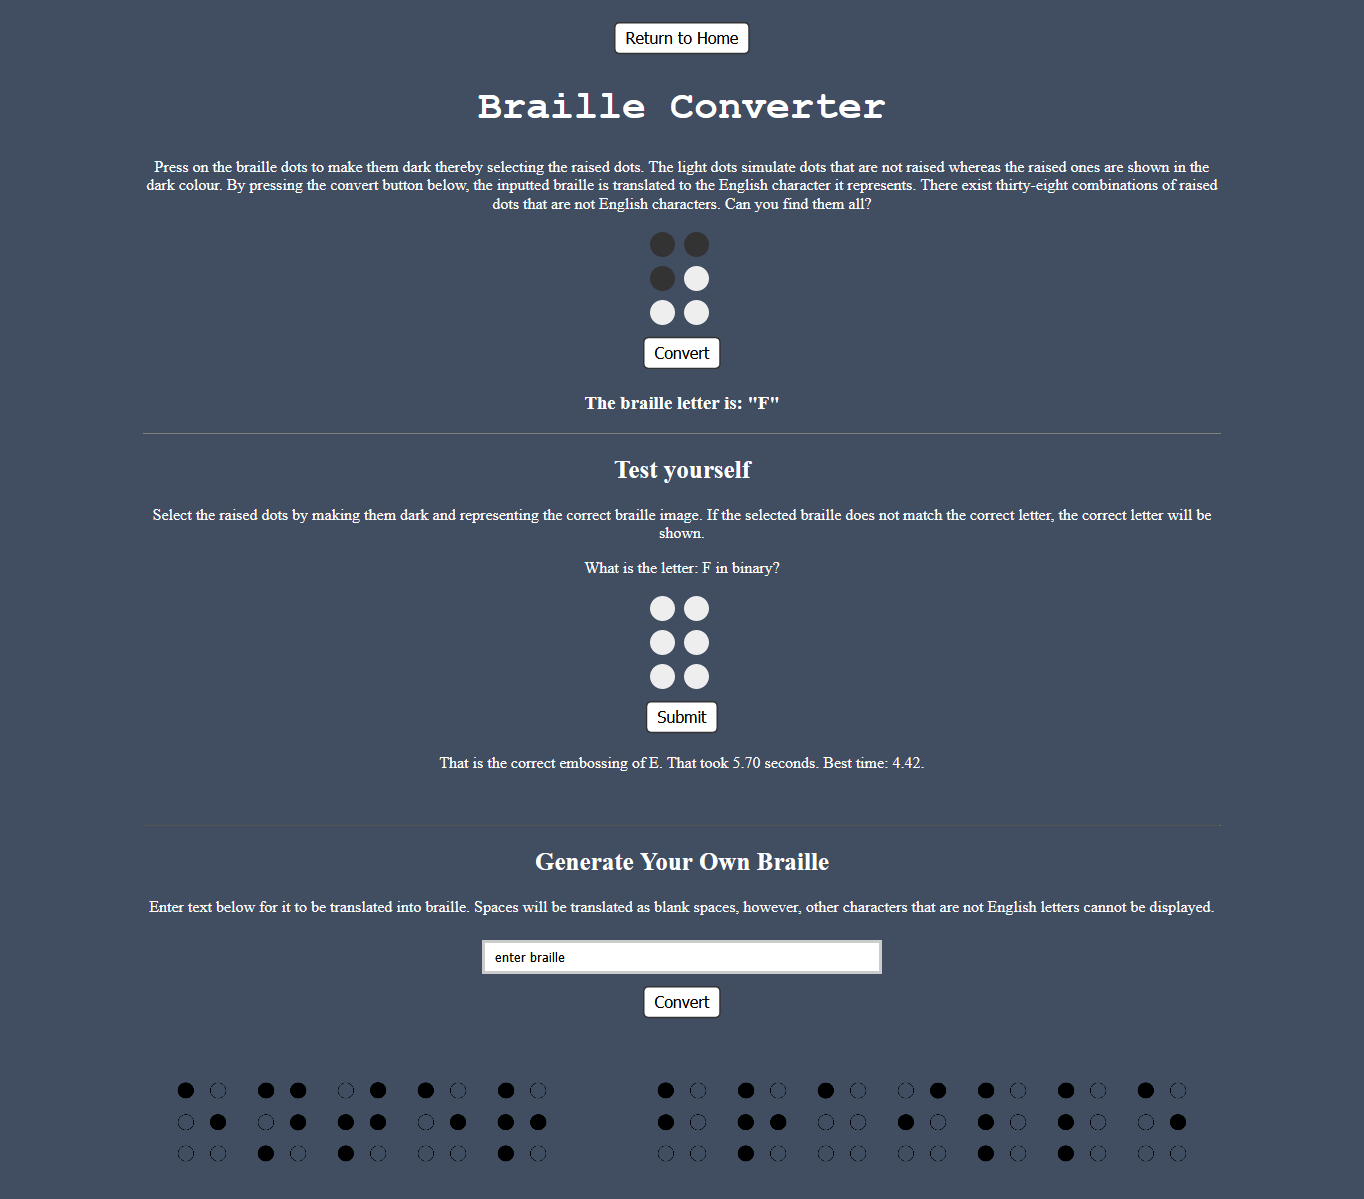 Return to Home
Braille Converter
Press on the braille dots to make them dark thereby selecting the raised dots. The light dots simulate dots that are not raised whereas the raised ones are shown in the
dark colour. By pressing the convert button below, the inputted braille is translated to the English character it represents. There exist thirty-eight combinations of raised
dots that are not English characters. Can you find them all?
Convert
The braille letter is: "F"
Test yourself
Select the raised dots by making them dark and representing the correct braille image. If the selected braille does not match the correct letter, the correct letter will be
shown.
What is the letter: F in binary?
Submit
That is the correct embossing of E. That took 5.70 seconds. Best time: 4.42.
Generate Your Own Braille
Enter text below for it to be translated into braille. Spaces will be translated as blank spaces, however, other characters that are not English letters cannot be displayed.
enter braille
Convert
⠑⠝⠞⠑⠗ ⠃⠗⠁⠊⠇⠇⠑